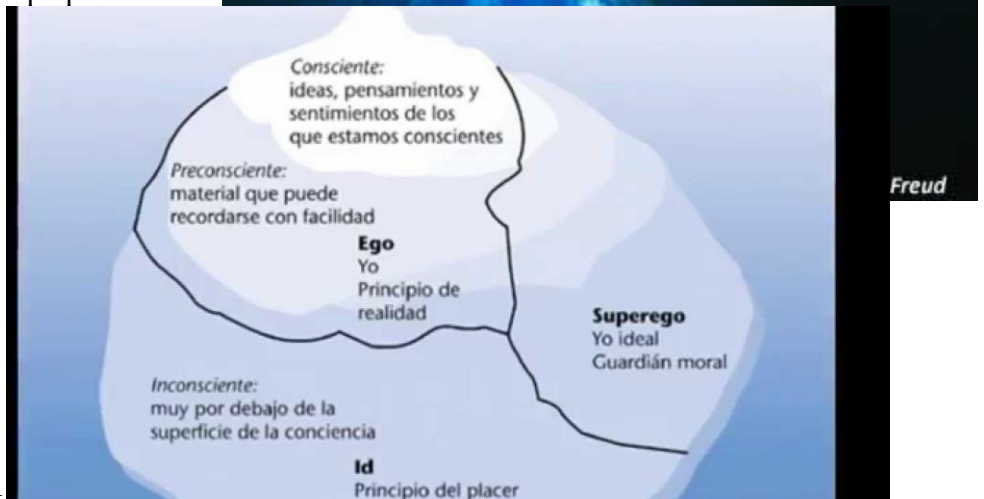 Consciente:
ideas, pensamientos y
sentimientos de los
que estamos conscientes
Preconsciente:
material que puede
recordarse con facilidad
Freud
Ego
Yo
Principio de
realidad
Superego
Yo ideal
Guardián moral
Inconsciente:
muy por debajo de la
superficie de la conciencia
Id
Principio del placer